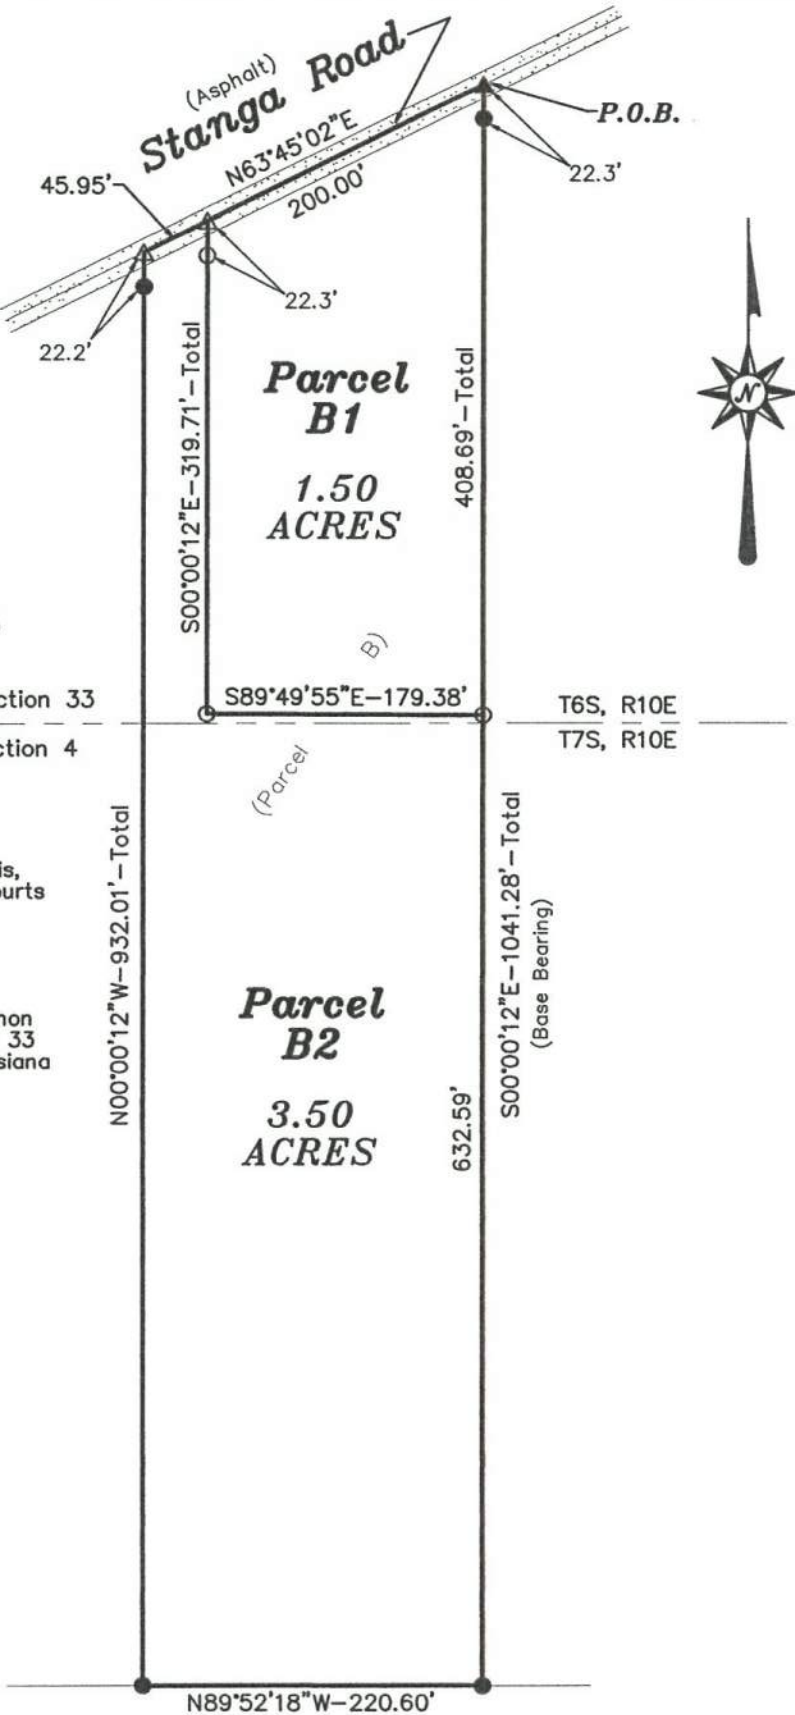 (Asphalt)
Stanga Road
N63°45'02"E
200.00'
45.95'
P.O.B.
22.3'
22.3'
22.2'
S00°00'12"E-319.71'-Total
Parcel
B1
1.50
ACRES
408.69'-Total
N
B)
S89°49'55"E-179.38'
ction 33
T6S, R10E
ction 4
T7S, R10E
(Parcel
is,
urts
N00°00'12"W-932.01'-Total
S00°00'12"E-1041.28'-Total
(Base Bearing)
Parcel
B2
3.50
ACRES
non
33
siana
632.59'
N89°52'18"W-220.60'